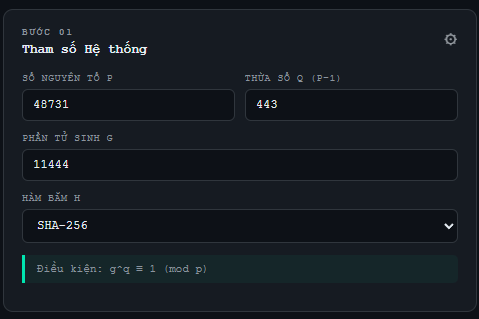 BƯỚC 01
Tham số Hệ thống
SỐ NGUYÊN TỐ P
THỪA SỐ Q (P-1)
48731
443
PHẦN TỬ SINH G
11444
HÀM BĂM H
SHA-256
Điều kiện: g^q ≡ 1 (mod p)